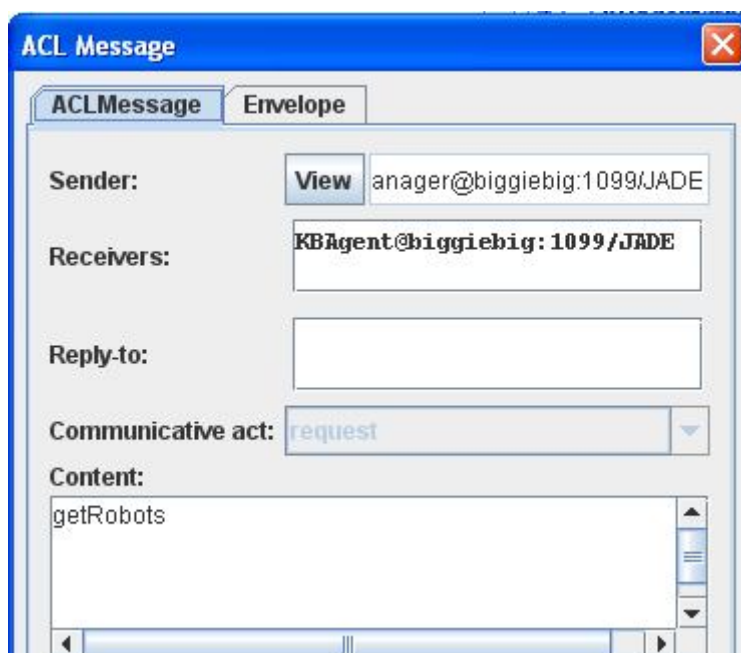 ACL Message
ACLMessage Envelope
Sender: View anager@biggiebig:1099/JADE
Receivers: KBAgent@biggiebig:1099/JADE
Reply-to:
Communicative act: request
Content:
getRobots